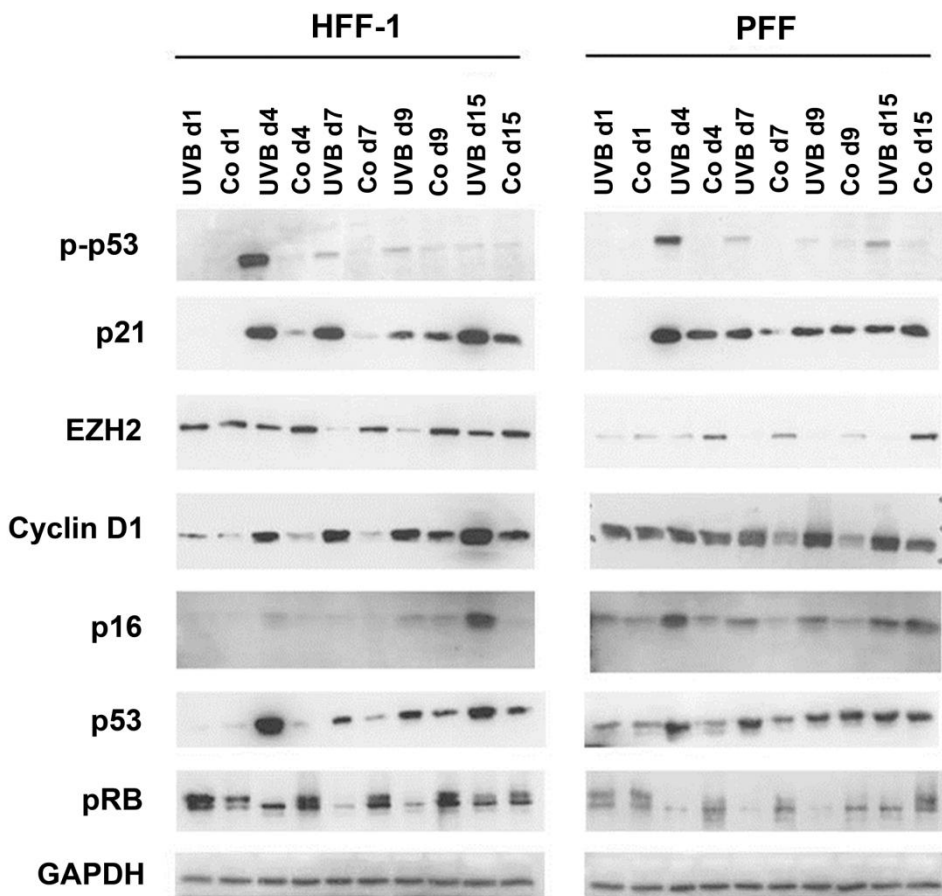 HFF-1 PFF
UVB d1 Co d1 UVB d4 Co d4 UVB d7 Co d7 UVB d9 Co d9 UVB d15 Co d15 UVB d1 Co d1 UVB d4 Co d4 UVB d7 Co d7 UVB d9 Co d9 UVB d15 Co d15
p-p53
p21
EZH2
Cyclin D1
p16
p53
pRB
GAPDH